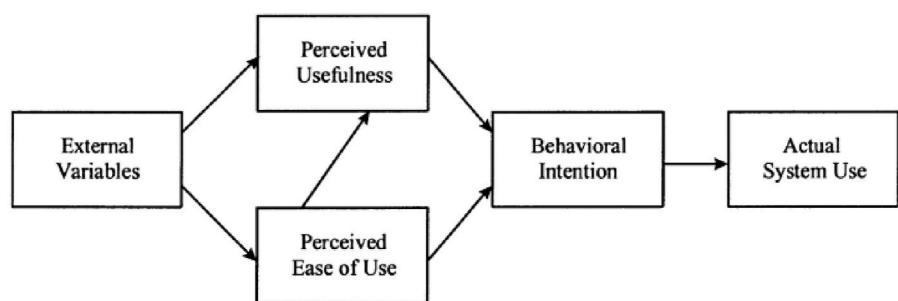 Perceived
Usefulness
External
Variables
Behavioral
Intention
Actual
System Use
Perceived
Ease of Use